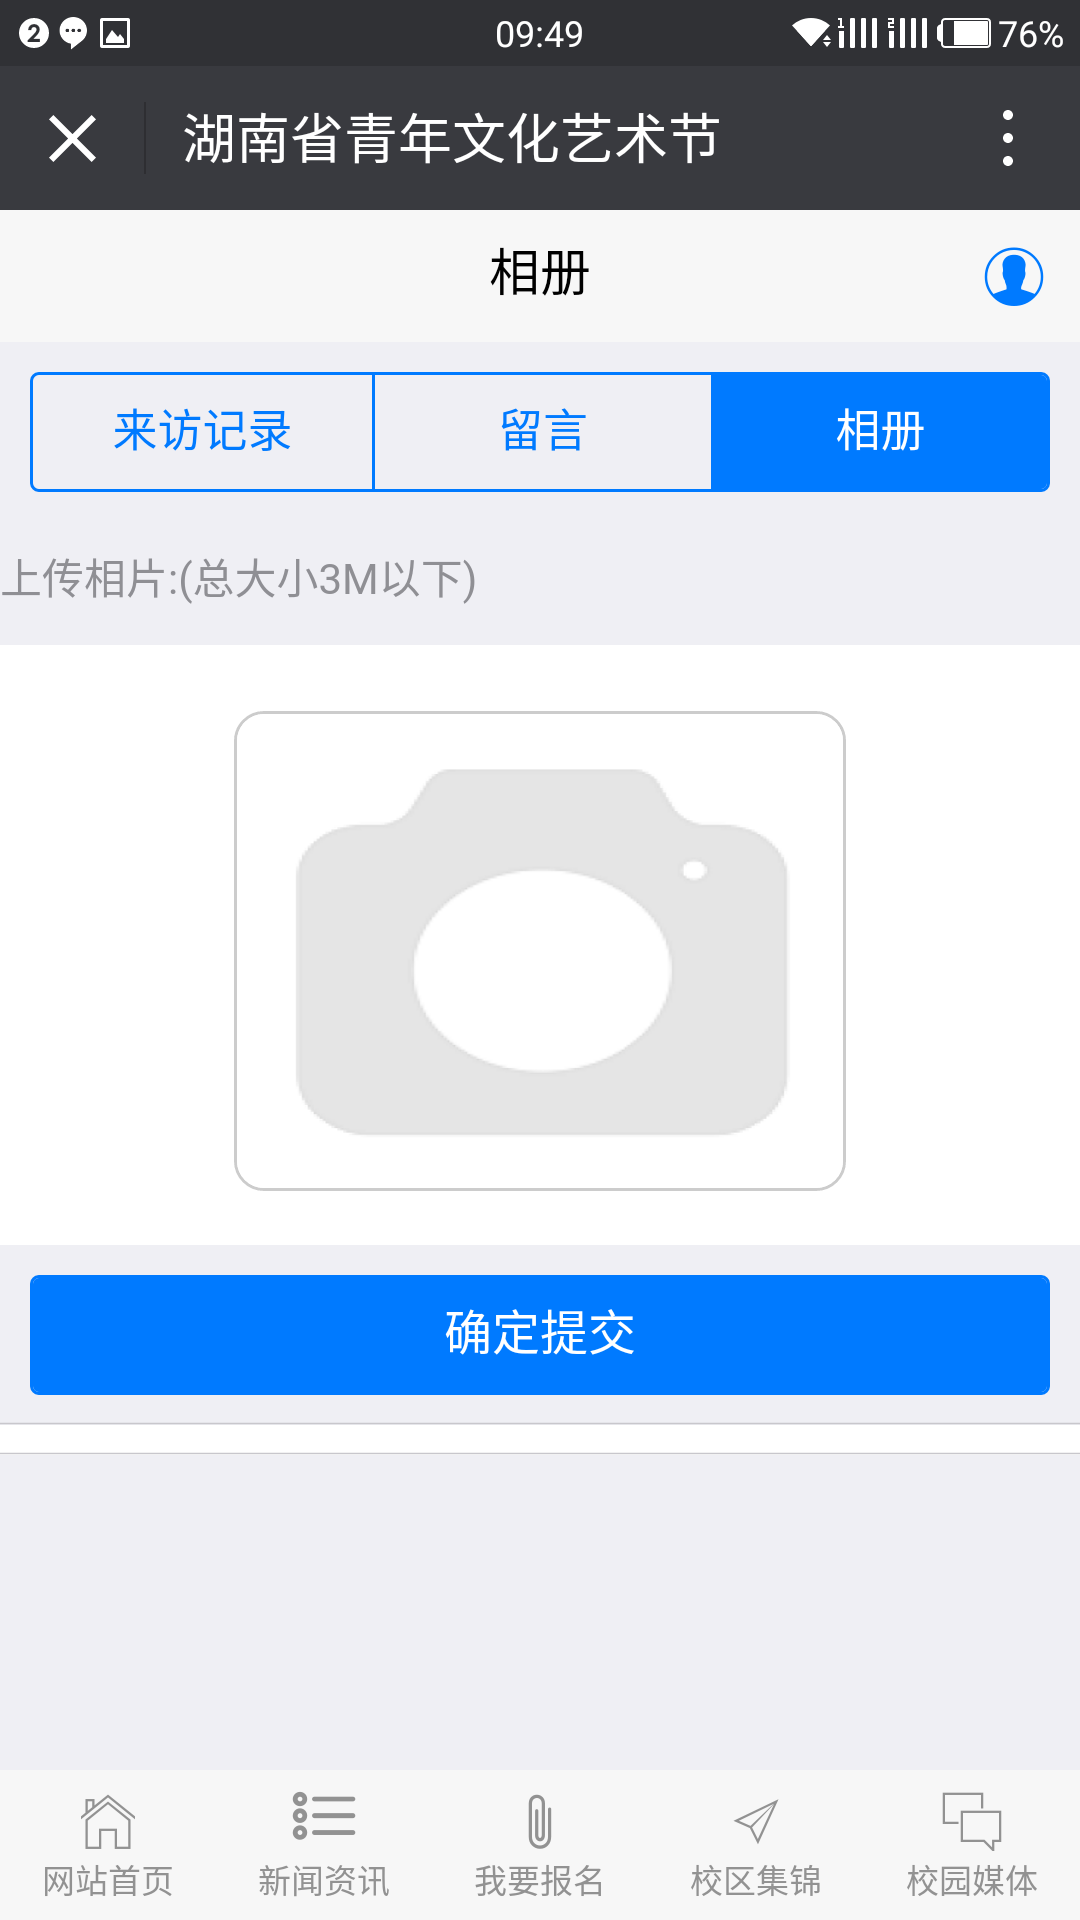 2 09:49 1 2 76%
湖南省青年文化艺术节
相册
来访记录 留言 相册
上传相片:(总大小3M以下)
确定提交
网站首页 新闻资讯 我要报名 校区集锦 校园媒体